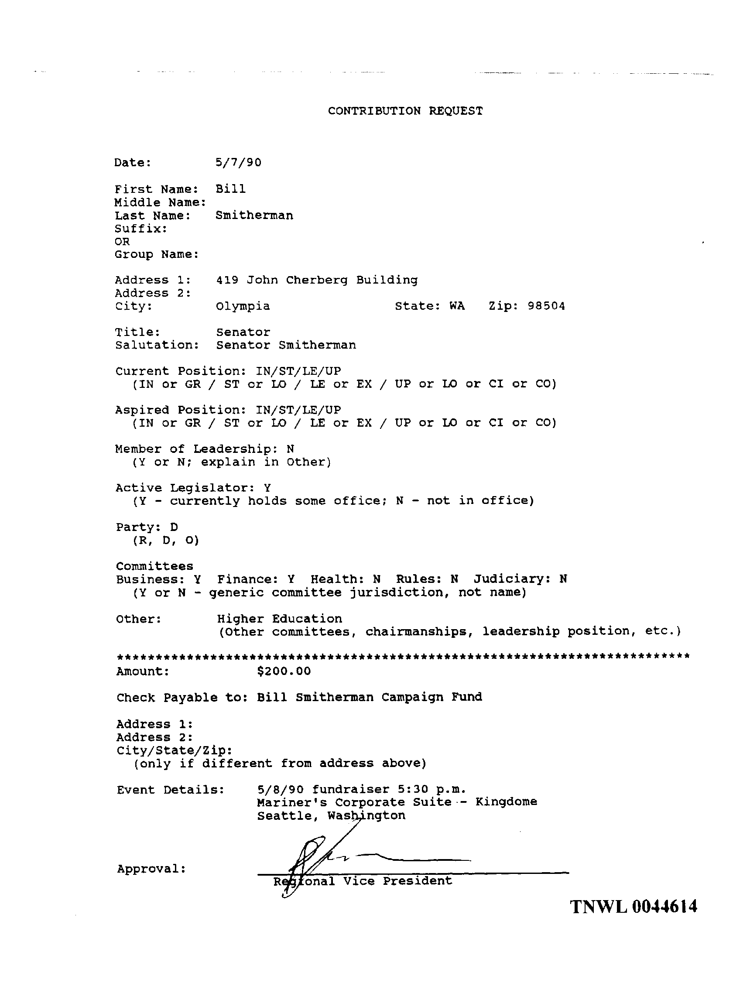 CONTRIBUTION REQUEST
Date: 5/7/90
First Name: Bill
Middle Name:
Last Name: Smitherman
Suffix:
OR
Group Name:
Address 1: 419 John Cherberg Building
Address 2:
City: Olympia State: WA Zip: 98504
Title: Senator
Salutation: Senator Smitherman
Current Position: IN/ST/LE/UP
(IN or GR / ST or LO / LE or EX / UP or LO or CI or CO)
Aspired Position: IN/ST/LE/UP
(IN or GR / ST or LO / LE or EX / UP or LO or CI or CO)
Member of Leadership: N
(Y or N; explain in Other)
Active Legislator: Y
(Y - currently holds some office; N - not in office)
Party: D
(R, D, O)
Committees
Business: Y Finance: Y Health: N Rules: N Judiciary: N
(Y or N - generic committee jurisdiction, not name)
Other: Higher Education
(Other committees, chairmanships, leadership position, etc.)
**************************************************************************
Amount: $200.00
Check Payable to: Bill Smitherman Campaign Fund
Address 1:
Address 2:
City/State/Zip:
(only if different from address above)
Event Details: 5/8/90 fundraiser 5:30 p.m.
Mariner's Corporate Suite - Kingdome
Seattle, Washington
Approval:
Regional Vice President
TNWL 0044614